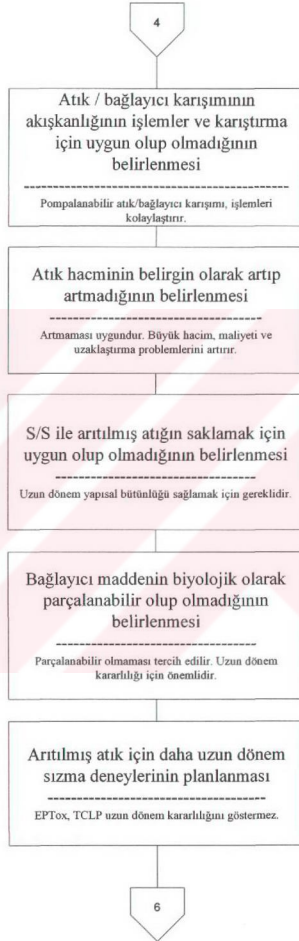 4
Atık / bağlayıcı karışımının
akışkanlığının işlemler ve karıştırma
için uygun olup olmadığının
belirlenmesi
Pompalanabilir atık/bağlayıcı karışımı, işlemleri
kolaylaştırır.
Atık hacminin belirgin olarak artıp
artmadığının belirlenmesi
Artmaması uygundur. Büyük hacim, maliyeti ve
uzaklaştırma problemlerini artırır.
S/S ile arıtılmış atığın saklamak için
uygun olup olmadığının belirlenmesi
Uzun dönem yapısal bütünlüğü sağlamak için gereklidir.
Bağlayıcı maddenin biyolojik olarak
parçalanabilir olup olmadığının
belirlenmesi
Parçalanabilir olmaması tercih edilir. Uzun dönem
kararlılığı için önemlidir.
Arıtılmış atık için daha uzun dönem
sızma deneylerinin planlanması
EPTox, TCLP uzun dönem kararlılığını göstermez.
6